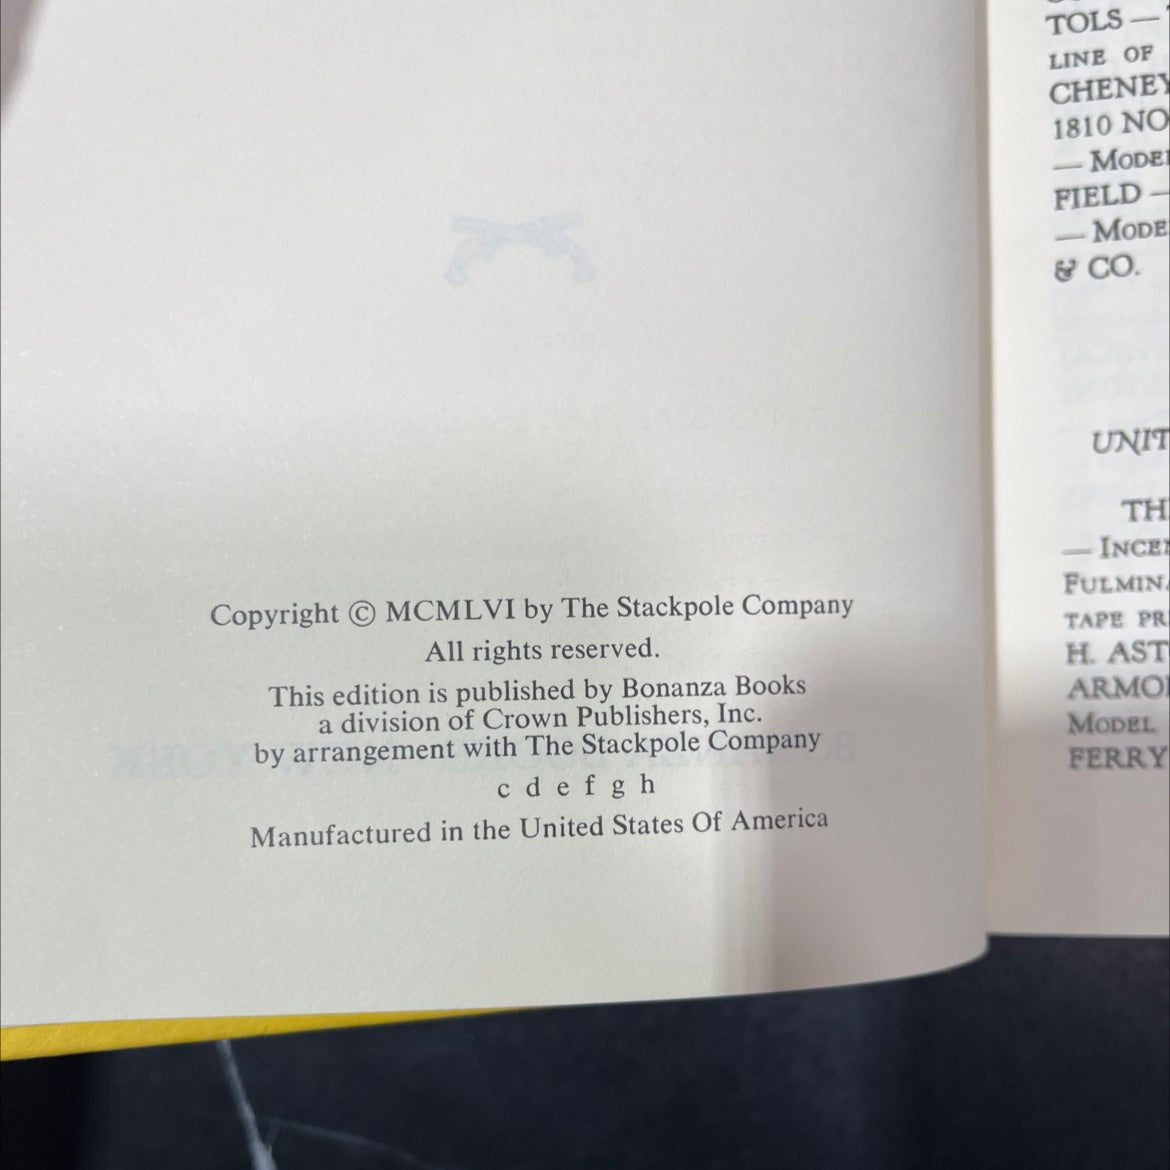 Copyright © MCMLVI by The Stackpole Company
All rights reserved.
This edition is published by Bonanza Books
a division of Crown Publishers, Inc.
by arrangement with The Stackpole Company
c d e f g h
Manufactured in the United States Of America
TOLS —
LINE OF
CHENEY
1810 NO
— MODEL
FIELD —
— MODE
& CO.
UNIT
TH
— INCE
FULMIN
TAPE PR
H. AST
ARMO
MODEL
FERRY